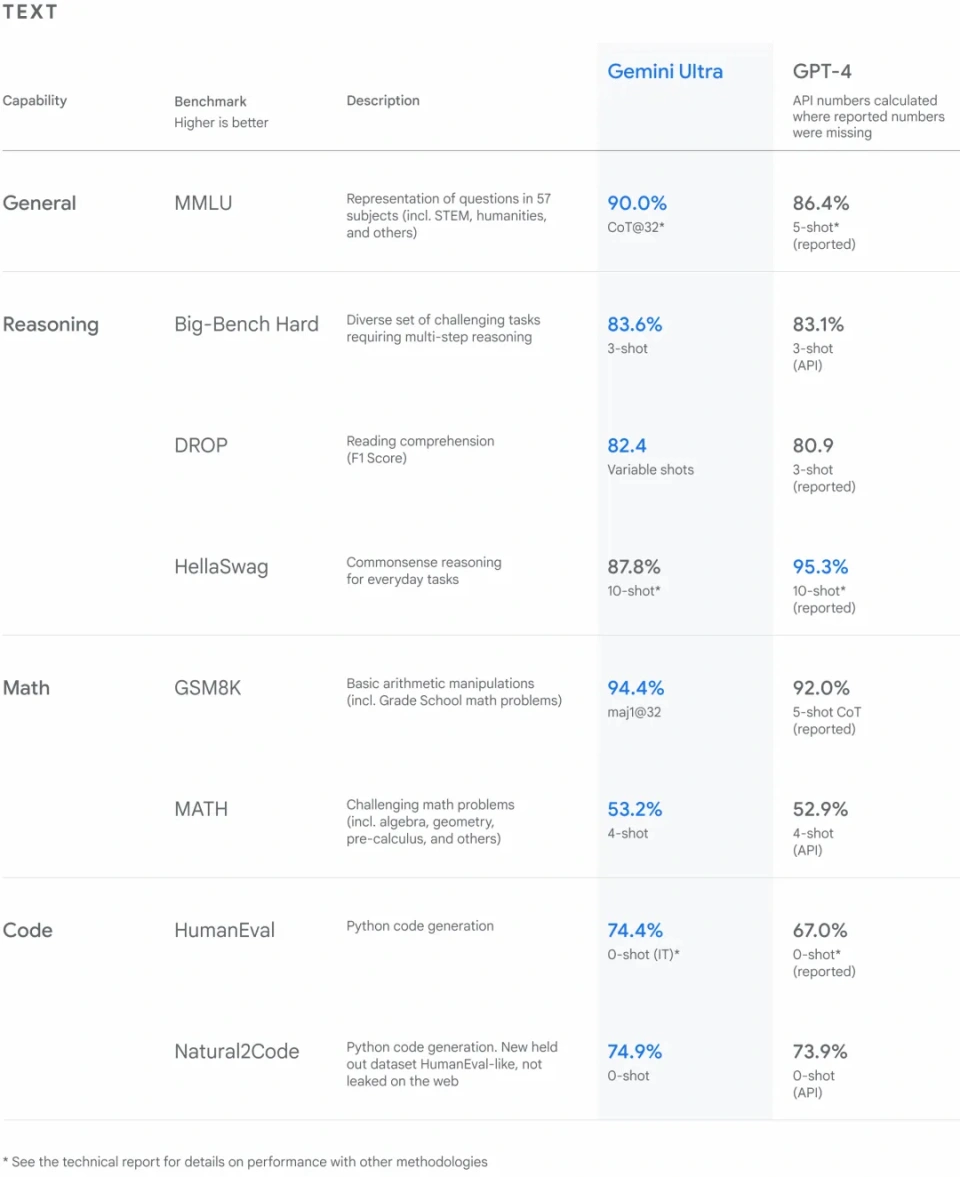 TEXT
Gemini Ultra
GPT-4
Capability
Benchmark
Higher is better
Description
API numbers calculated
where reported numbers
were missing
General
MMLU
Representation of questions in 57
subjects (incl. STEM, humanities,
and others)
90.0%
CoT@32*
86.4%
5-shot*
(reported)
Reasoning
Big-Bench Hard
Diverse set of challenging tasks
requiring multi-step reasoning
83.6%
3-shot
83.1%
3-shot
(API)
DROP
Reading comprehension
(F1 Score)
82.4
Variable shots
80.9
3-shot
(reported)
HellaSwag
Commonsense reasoning
for everyday tasks
87.8%
10-shot*
95.3%
10-shot*
(reported)
Math
GSM8K
Basic arithmetic manipulations
(incl. Grade School math problems)
94.4%
maj1@32
92.0%
5-shot CoT
(reported)
MATH
Challenging math problems
(incl. algebra, geometry,
pre-calculus, and others)
53.2%
4-shot
52.9%
4-shot
(API)
Code
HumanEval
Python code generation
74.4%
0-shot (IT)*
67.0%
0-shot*
(reported)
Natural2Code
Python code generation. New held
out dataset HumanEval-like, not
leaked on the web
74.9%
0-shot
73.9%
0-shot
(API)
* See the technical report for details on performance with other methodologies